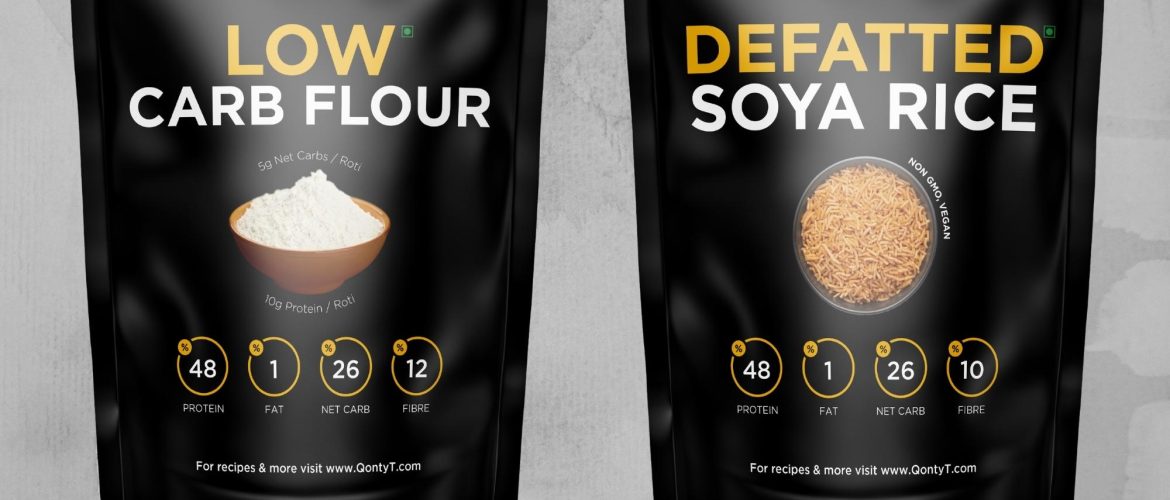 LOW
CARB FLOUR
5g Net Carbs / Roti
10g Protein / Roti
% 48
PROTEIN
% 1
FAT
% 26
NET CARB
% 12
FIBRE
For recipes & more visit www.QontyT.com
DEFATTED
SOYA RICE
NON GMO, VEGAN
% 48
PROTEIN
% 1
FAT
% 26
NET CARB
% 10
FIBRE
For recipes & more visit www.QontyT.com